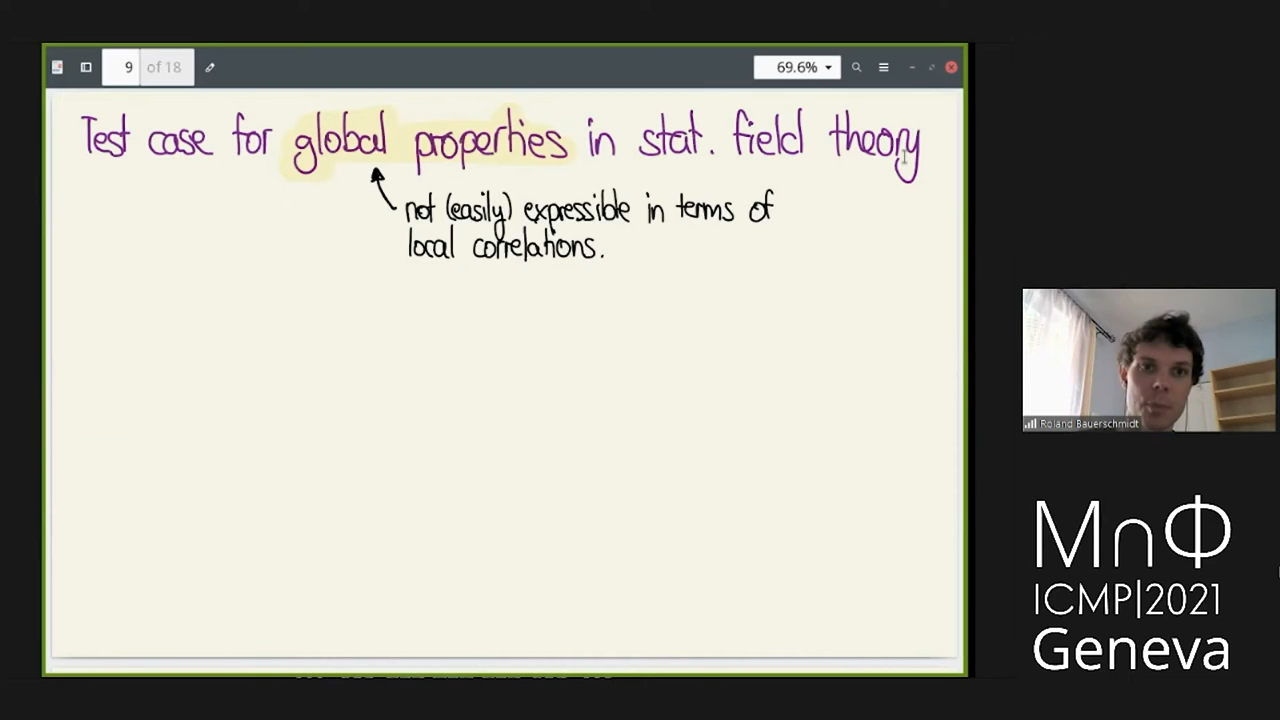 9 of 18
69.6%
Test case for global properties in stat. field theory
not (easily) expressible in terms of
local correlations.
Roland Bauerschmidt
M∩Φ
ICMP|2021
Geneva